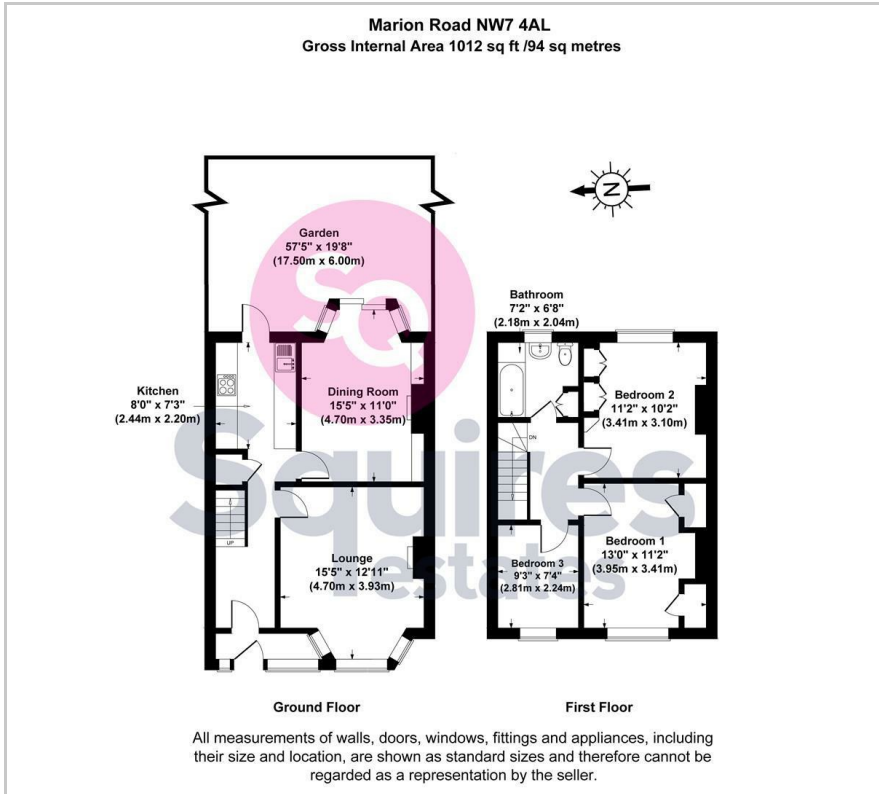 Marion Road NW7 4AL
Gross Internal Area 1012 sq ft /94 sq metres
N
Garden
57'5" x 19'8"
(17.50m x 6.00m)
SQ
Bathroom
7'2" x 6'8"
(2.18m x 2.04m)
Kitchen
8'0" x 7'3"
(2.44m x 2.20m)
Dining Room
15'5" x 11'0"
(4.70m x 3.35m)
Bedroom 2
11'2" x 10'2"
(3.41m x 3.10m)
DN
Squires
estates
UP
Lounge
15'5" x 12'11"
(4.70m x 3.93m)
Bedroom 3
9'3" x 7'4"
(2.81m x 2.24m)
Bedroom 1
13'0" x 11'2"
(3.95m x 3.41m)
Ground Floor
First Floor
All measurements of walls, doors, windows, fittings and appliances, including
their size and location, are shown as standard sizes and therefore cannot be
regarded as a representation by the seller.